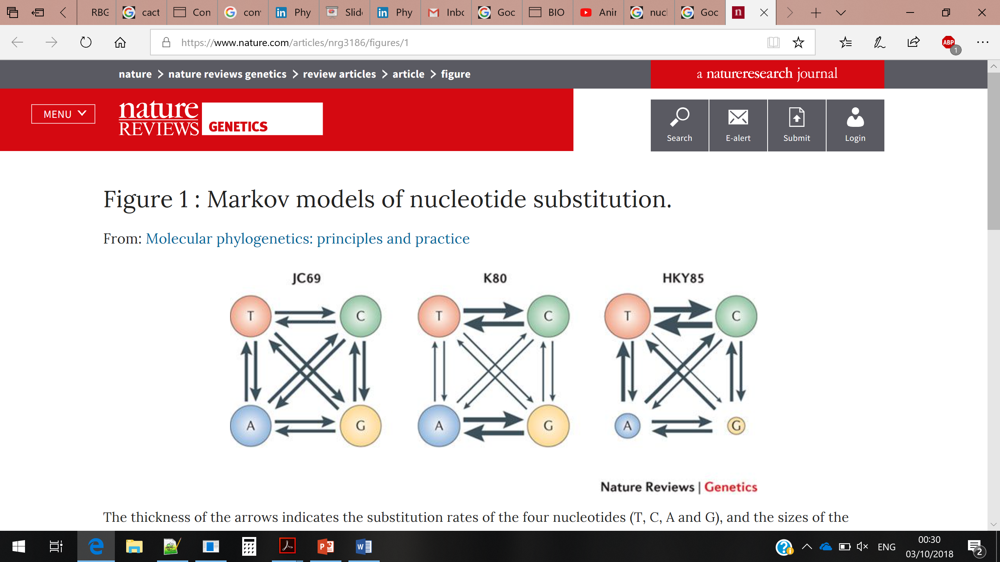 RBG cact Con con Phy Slid Phy Inbc Goc BIO Anir nucl Goc n
https://www.nature.com/articles/nrg3186/figures/1
ABP
1
nature > nature reviews genetics > review articles > article > figure
a natureresearch journal
MENU
nature
REVIEWS
GENETICS
Search E-alert Submit Login
Figure 1 : Markov models of nucleotide substitution.
From: Molecular phylogenetics: principles and practice
JC69 K80 HKY85
T C T C T C
A G A G A G
Nature Reviews | Genetics
The thickness of the arrows indicates the substitution rates of the four nucleotides (T, C, A and G), and the sizes of the
ENG
00:30
03/10/2018
2